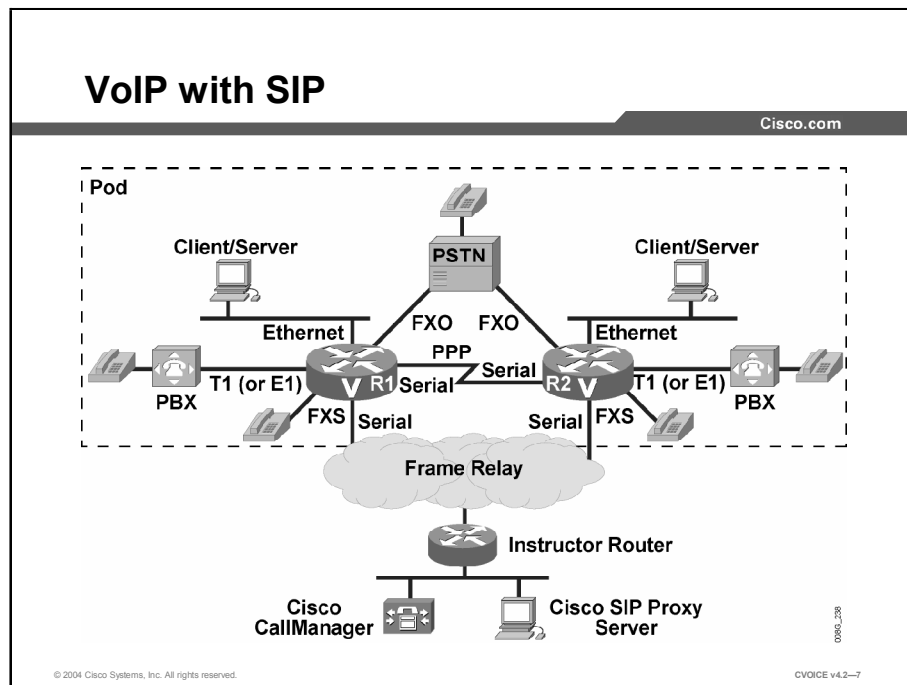 VoIP with SIP
Cisco.com
Pod
Client/Server
PSTN
Client/Server
Ethernet
FXO
FXO
Ethernet
PPP
PBX
T1 (or E1)
V
R1
Serial
Serial
R2
V
T1 (or E1)
PBX
FXS
Serial
Serial
FXS
Frame Relay
Instructor Router
Cisco
CallManager
Cisco SIP Proxy
Server
008G_238
© 2004 Cisco Systems, Inc. All rights reserved.
CVOICE v4.2—7